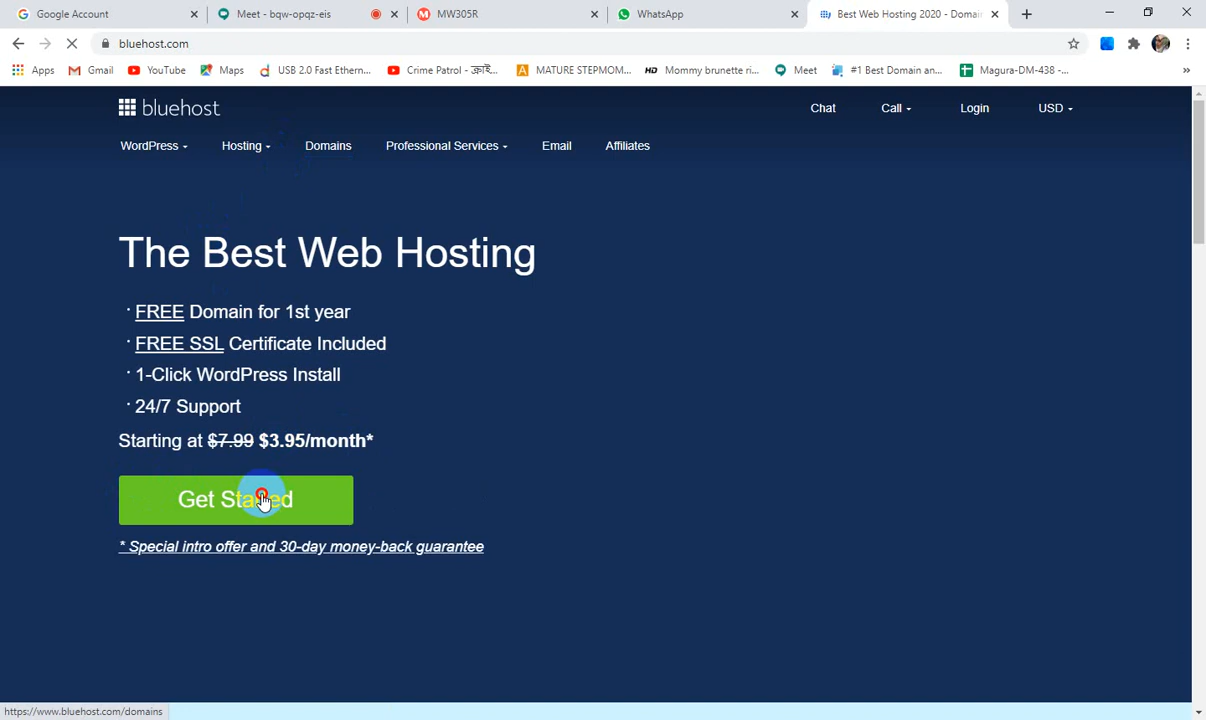 Google Account
Meet - bqw-opqz-eis
MW305R
WhatsApp
Best Web Hosting 2020 - Domai
bluehost.com
Apps
Gmail
YouTube
Maps
USB 2.0 Fast Ethern...
Crime Patrol - ক্রাই...
MATURE STEPMOM...
Mommy brunette ri...
Meet
#1 Best Domain an...
Magura-DM-438 -...
»
bluehost
Chat
Call
Login
USD
WordPress
Hosting
Domains
Professional Services
Email
Affiliates
The Best Web Hosting
· FREE Domain for 1st year
· FREE SSL Certificate Included
· 1-Click WordPress Install
· 24/7 Support
Starting at $7.99 $3.95/month*
Get Started
* Special intro offer and 30-day money-back guarantee
https://www.bluehost.com/domains